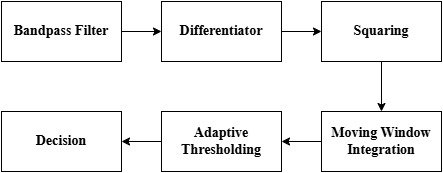 Bandpass Filter
Differentiator
Squaring
Moving Window
Integration
Adaptive
Thresholding
Decision